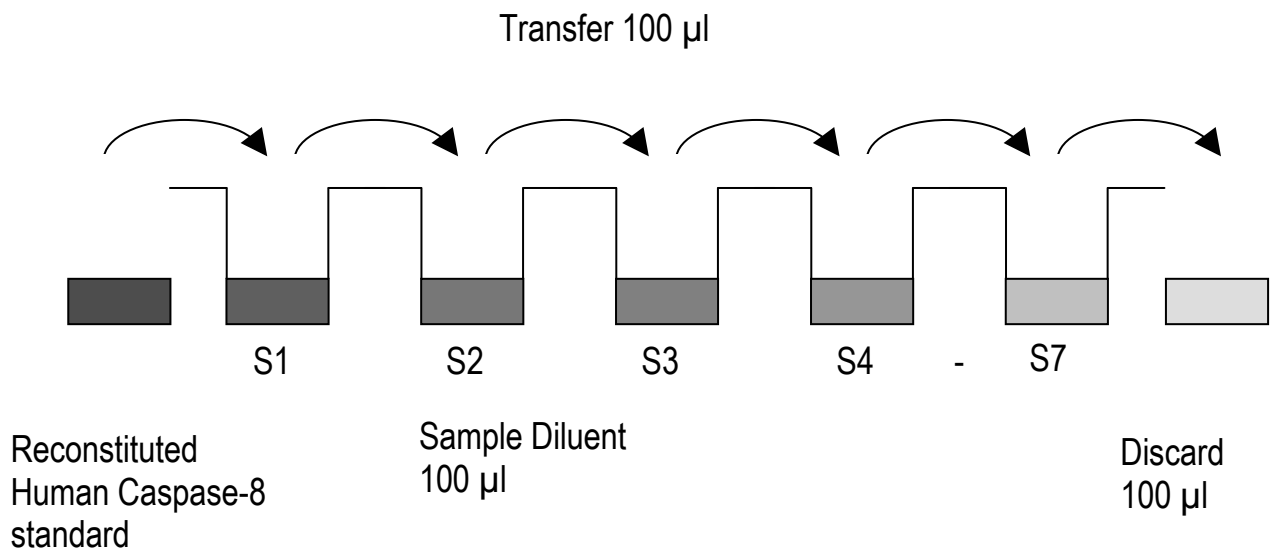 Transfer 100 µl
S1 S2 S3 S4 - S7
Reconstituted
Human Caspase-8
standard
Sample Diluent
100 µl
Discard
100 µl